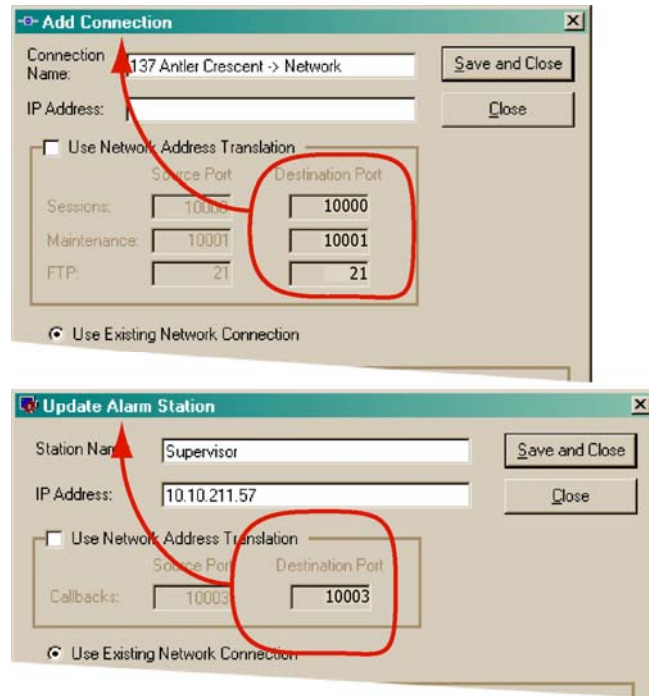 Add Connection
Connection Name:
137 Antler Crescent -> Network
Save and Close
IP Address:
Close
Use Network Address Translation
Source Port Destination Port
Sessions: 10000 10000
Maintenance: 10001 10001
FTP: 21 21
Use Existing Network Connection
Update Alarm Station
Station Nam
Supervisor
Save and Close
IP Address:
10.10.211.57
Close
Use Network Address Translation
Source Port Destination Port
Callbacks: 10003 10003
Use Existing Network Connection